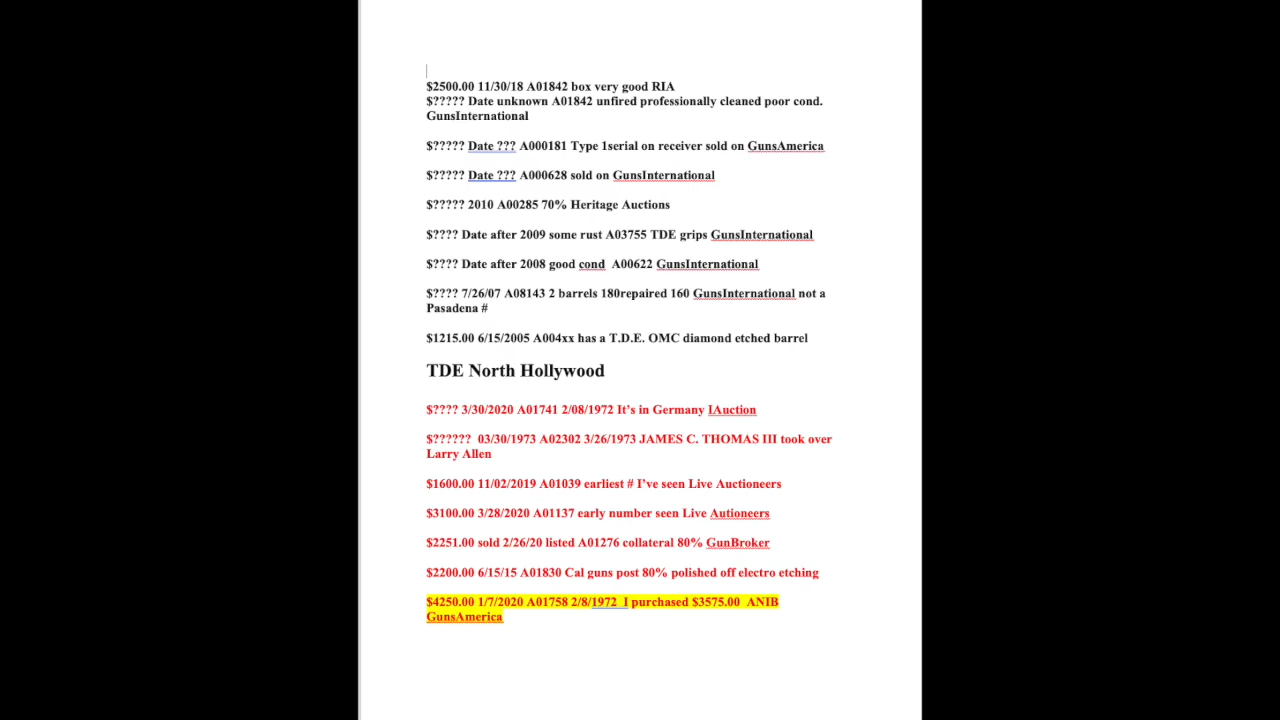 $2500.00 11/30/18 A01842 box very good RIA
$????? Date unknown A01842 unfired professionally cleaned poor cond.
GunsInternational
$????? Date ??? A000181 Type 1serial on receiver sold on GunsAmerica
$????? Date ??? A000628 sold on GunsInternational
$????? 2010 A00285 70% Heritage Auctions
$???? Date after 2009 some rust A03755 TDE grips GunsInternational
$???? Date after 2008 good cond  A00622 GunsInternational
$???? 7/26/07 A08143 2 barrels 180repaired 160 GunsInternational not a
Pasadena #
$1215.00 6/15/2005 A004xx has a T.D.E. OMC diamond etched barrel
TDE North Hollywood
$???? 3/30/2020 A01741 2/08/1972 It’s in Germany IAuction
$??????  03/30/1973 A02302 3/26/1973 JAMES C. THOMAS III took over
Larry Allen
$1600.00 11/02/2019 A01039 earliest # I’ve seen Live Auctioneers
$3100.00 3/28/2020 A01137 early number seen Live Autioneers
$2251.00 sold 2/26/20 listed A01276 collateral 80% GunBroker
$2200.00 6/15/15 A01830 Cal guns post 80% polished off electro etching
$4250.00 1/7/2020 A01758 2/8/1972  I purchased $3575.00  ANIB
GunsAmerica